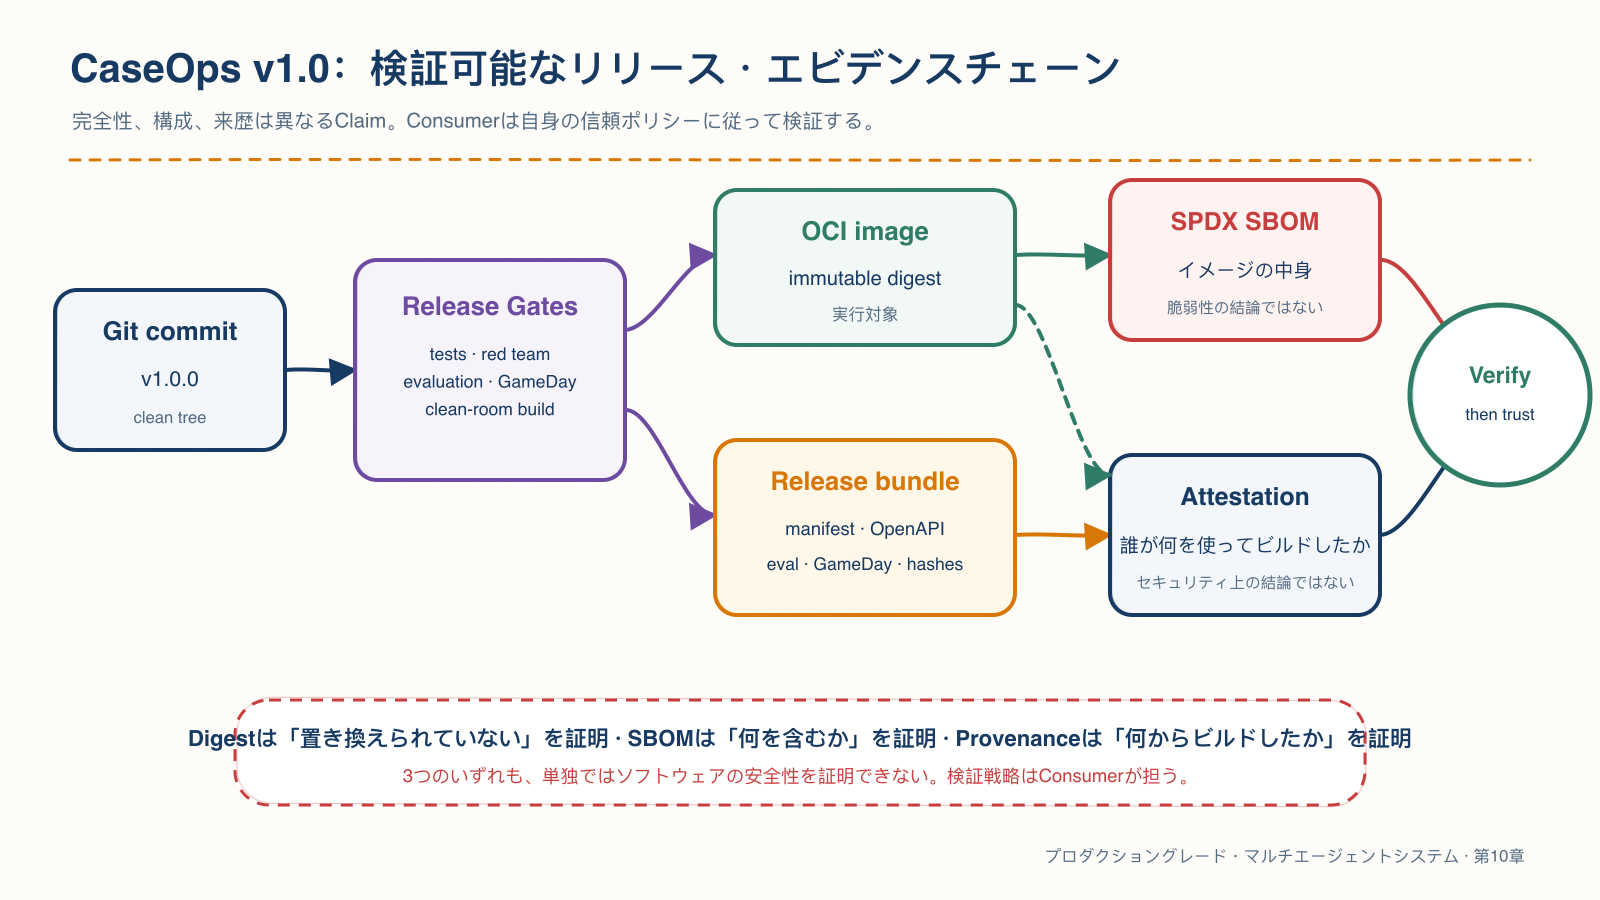 CaseOps v1.0：検証可能なリリース・エビデンスチェーン
完全性、構成、来歴は異なるClaim。Consumerは自身の信頼ポリシーに従って検証する。
Git commit
v1.0.0
clean tree
Release Gates
tests · red team
evaluation · GameDay
clean-room build
OCI image
immutable digest
実行対象
Release bundle
manifest · OpenAPI
eval · GameDay · hashes
SPDX SBOM
イメージの中身
脆弱性の結論ではない
Attestation
誰が何を使ってビルドしたか
セキュリティ上の結論ではない
Verify
then trust
Digestは「置き換えられていない」を証明 · SBOMは「何を含むか」を証明 · Provenanceは「何からビルドしたか」を証明
3つのいずれも、単独ではソフトウェアの安全性を証明できない。検証戦略はConsumerが担う。
プロダクショングレード・マルチエージェントシステム · 第10章